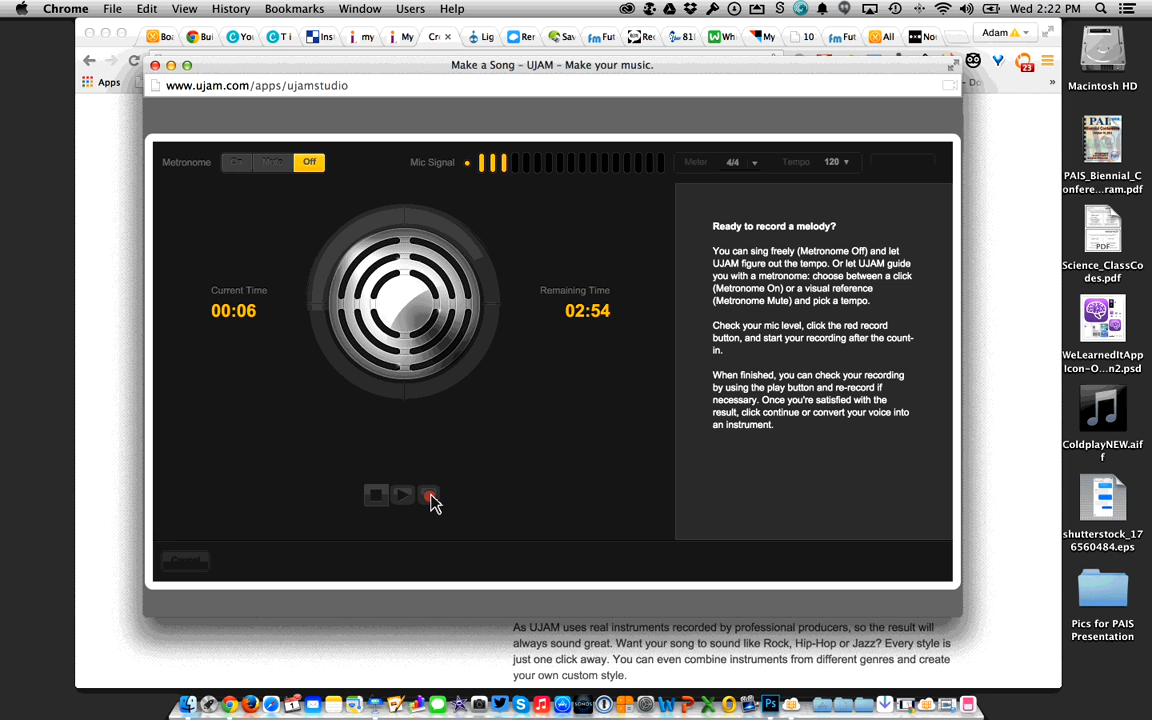 Chrome File Edit View History Bookmarks Window Users Help Wed 2:22 PM
Adam
Make a Song - UJAM - Make your music.
www.ujam.com/apps/ujamstudio
Apps
23
Metronome On Mute Off Mic Signal Meter 4/4 Tempo 120
Current Time
00:06
Remaining Time
02:54
Ready to record a melody?
You can sing freely (Metronome Off) and let
UJAM figure out the tempo. Or let UJAM guide
you with a metronome: choose between a click
(Metronome On) or a visual reference
(Metronome Mute) and pick a tempo.
Check your mic level, click the red record
button, and start your recording after the count-
in.
When finished, you can check your recording
by using the play button and re-record if
necessary. Once you're satisfied with the
result, click continue or convert your voice into
an instrument.
Cancel
As UJAM uses real instruments recorded by professional producers, so the result will
always sound great. Want your song to sound like Rock, Hip-Hop or Jazz? Every style is
just one click away. You can even combine instruments from different genres and create
your own custom style.
Macintosh HD
PAIS_Biennial_C
onfere...ram.pdf
PDF
Science_ClassCo
des.pdf
WeLearnedItApp
Icon-O...n2.psd
ColdplayNEW.aif
f
shutterstock_17
6560484.eps
Pics for PAIS
Presentation